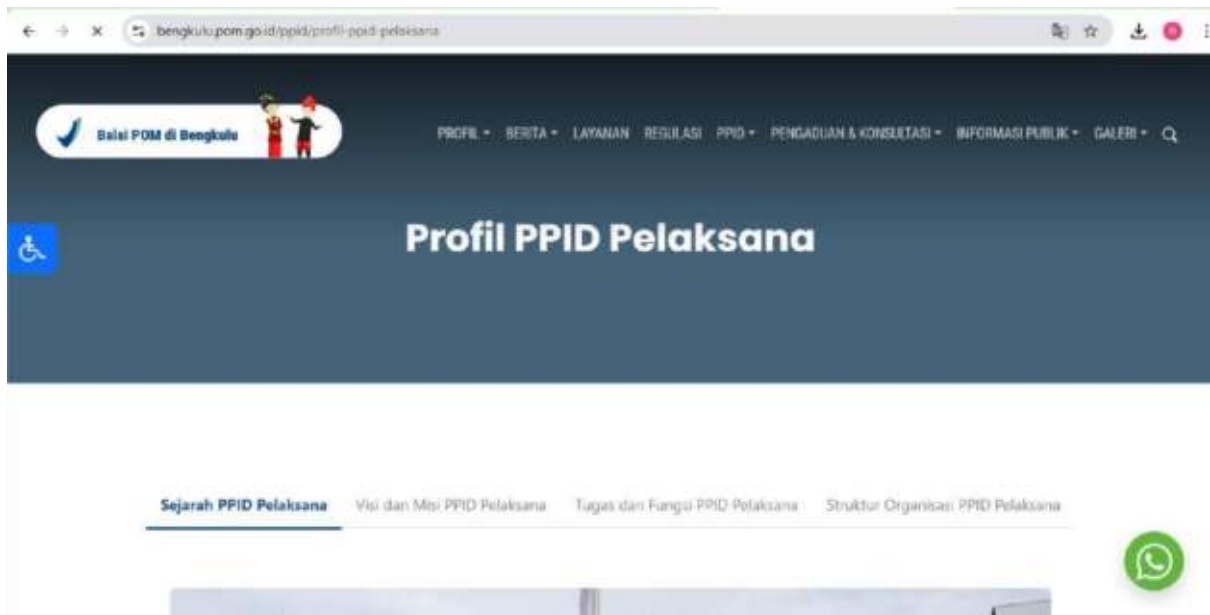 bengkulu.pom.go.id/ppid/profil-ppid-pelaksana
Balai POM di Bengkulu
PROFIL BERITA LAYANAN REGULASI PPID PENGADUAN & KONSULTASI INFORMASI PUBLIK GALERI
Profil PPID Pelaksana
Sejarah PPID Pelaksana Visi dan Misi PPID Pelaksana Tugas dan Fungsi PPID Pelaksana Struktur Organisasi PPID Pelaksana